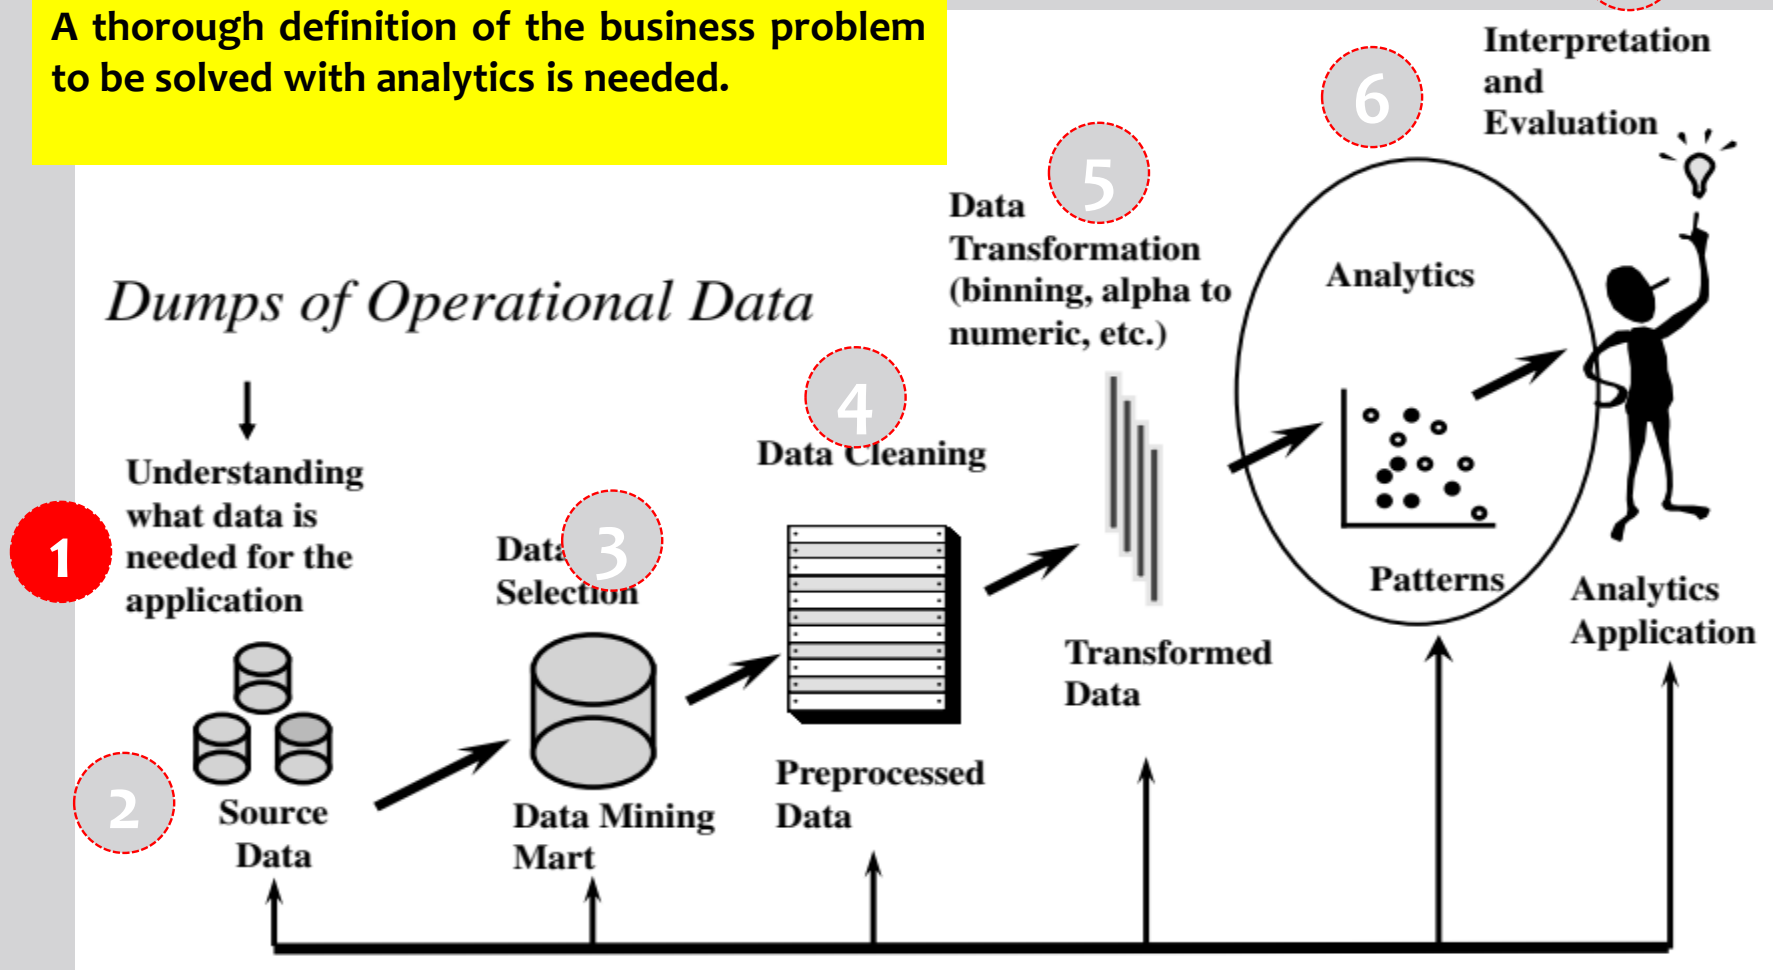 A thorough definition of the business problem
to be solved with analytics is needed.
Interpretation
and
Evaluation
6
5
Data
Transformation
(binning, alpha to
numeric, etc.)
Analytics
Dumps of Operational Data
4
Data Cleaning
Understanding
what data is
needed for the
application
1
3
Data
Selection
Patterns
Analytics
Application
Transformed
Data
Preprocessed
Data
2
Source
Data
Data Mining
Mart